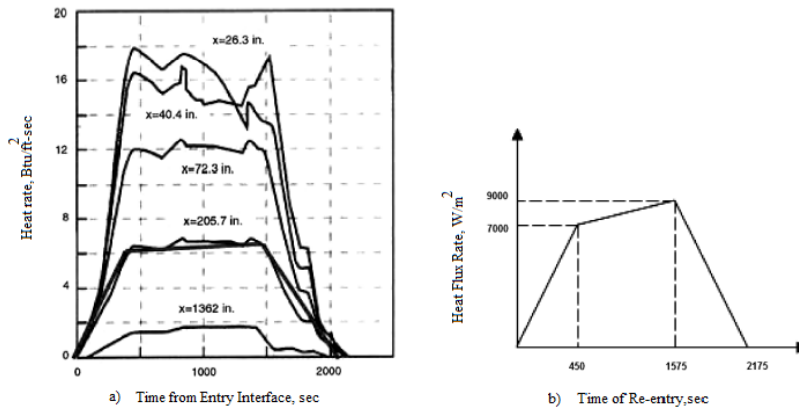 20
16
12
8
4
0
Heat rate, Btu/ft-sec²
x=26.3 in.
x=40.4 in.
x=72.3 in.
x=205.7 in.
x=1362 in.
0
1000
2000
a) Time from Entry Interface, sec
Heat Flux Rate, W/m²
9000
7000
450
1575
2175
b) Time of Re-entry,sec